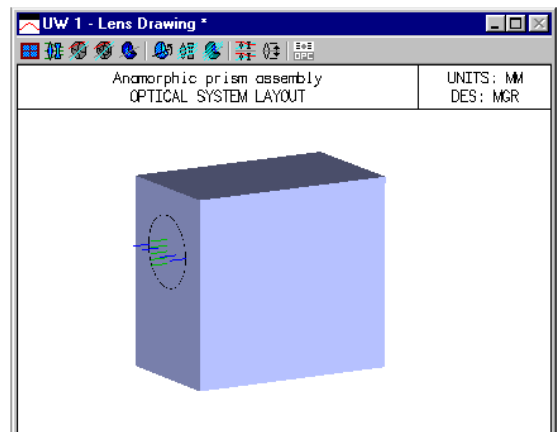 UW 1 - Lens Drawing *
Anamorphic prism assembly
OPTICAL SYSTEM LAYOUT
UNITS: MM
DES: MGR